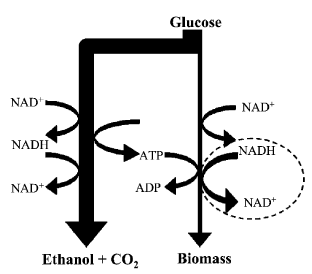 Glucose
NAD⁺
NAD⁺
NADH
ATP
NADH
NAD⁺
ADP
NAD⁺
Ethanol + CO₂
Biomass